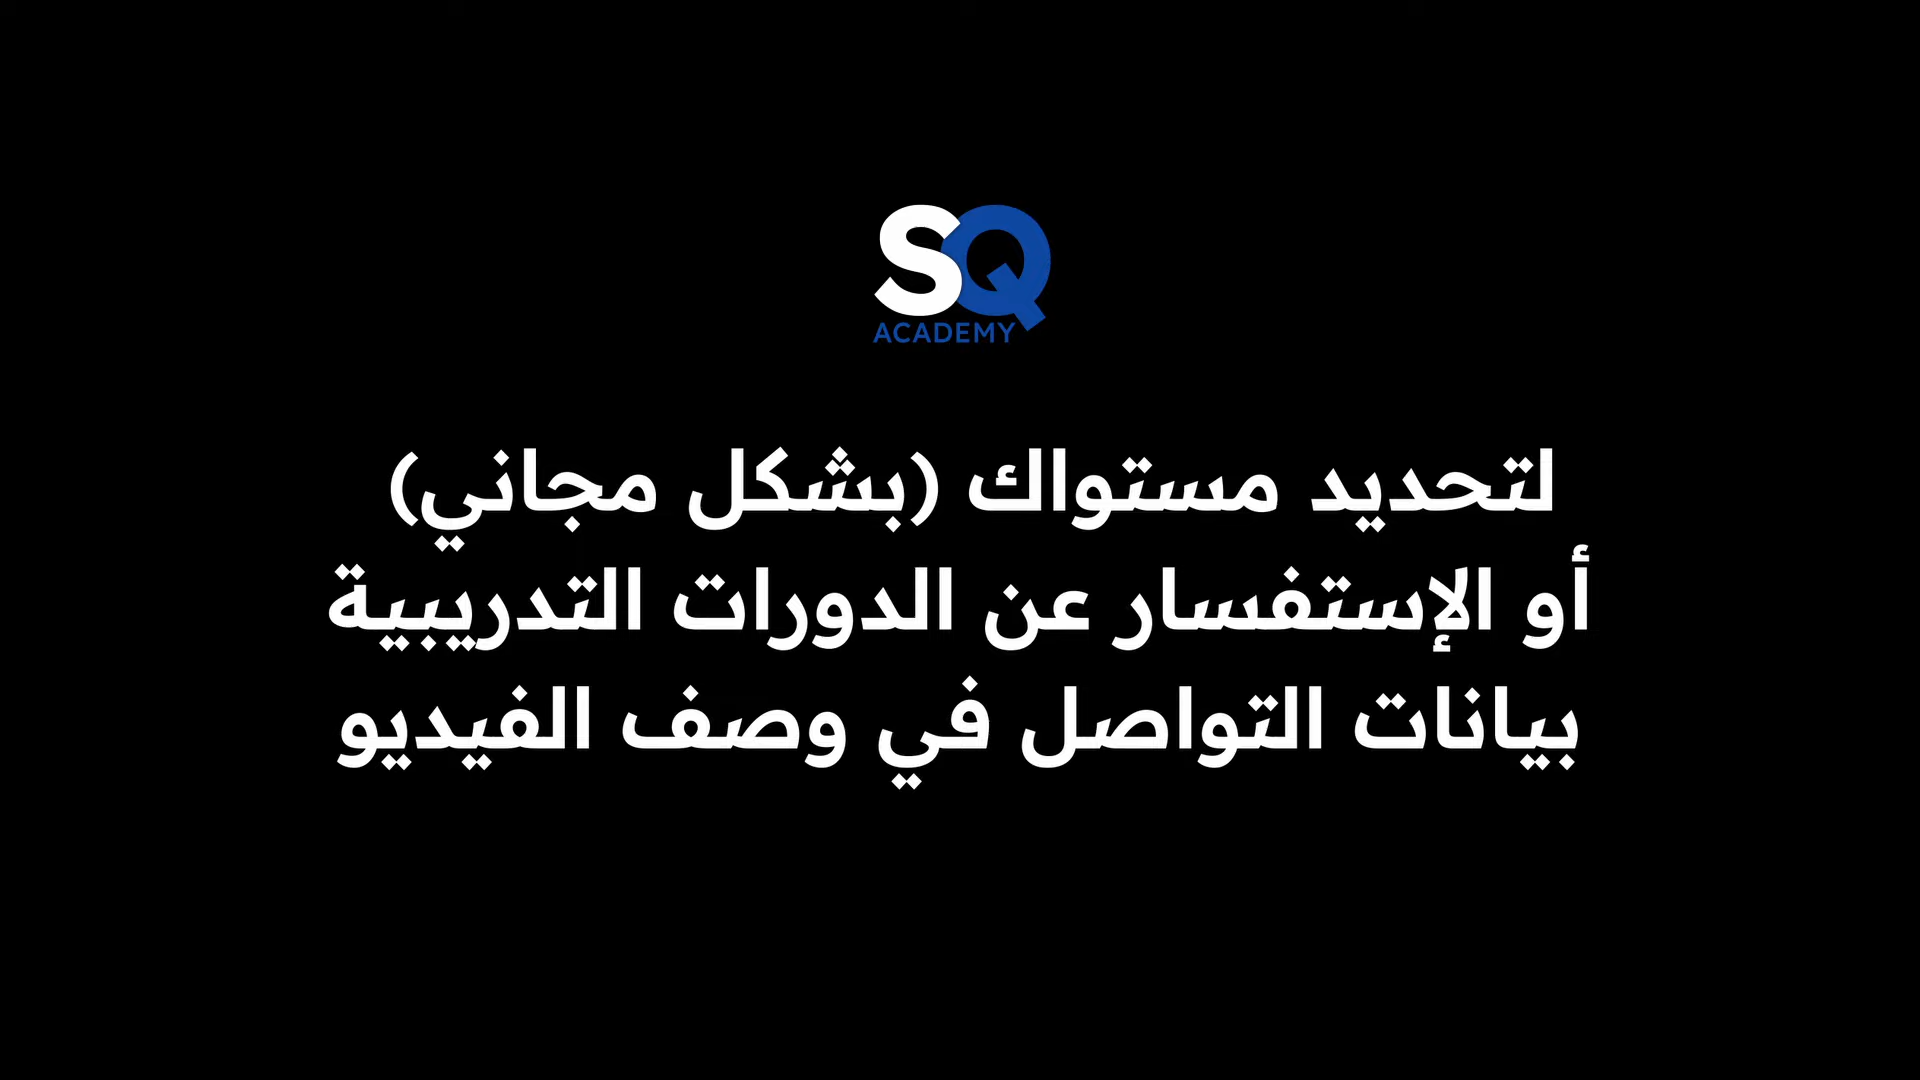 SQ
ACADEMY
لتحديد مستواك (بشكل مجاني)
أو الإستفسار عن الدورات التدريبية
بيانات التواصل في وصف الفيديو